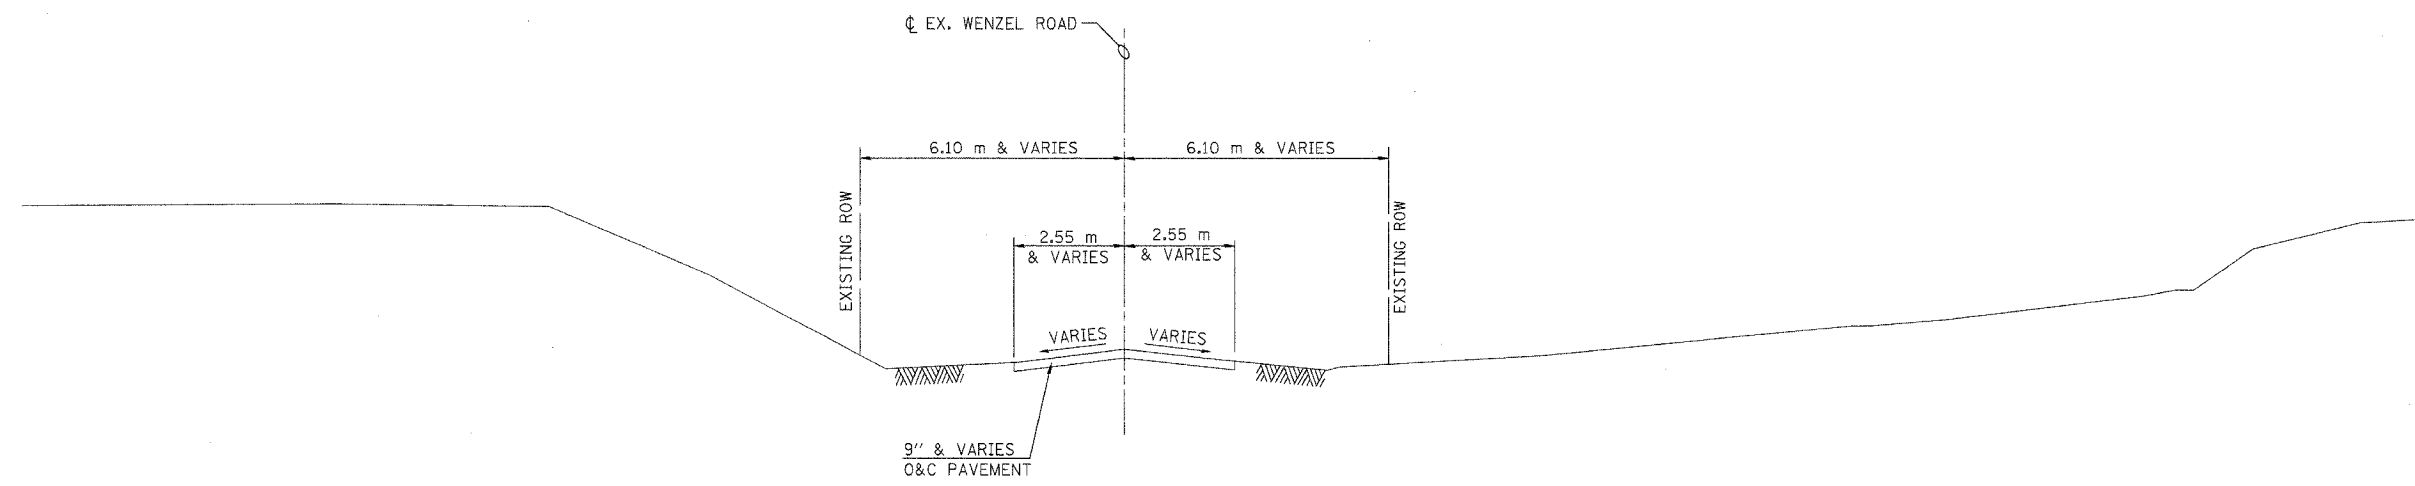 ℄ EX. WENZEL ROAD
6.10 m & VARIES
6.10 m & VARIES
EXISTING ROW
EXISTING ROW
2.55 m
& VARIES
2.55 m
& VARIES
VARIES
VARIES
9" & VARIES
O&C PAVEMENT